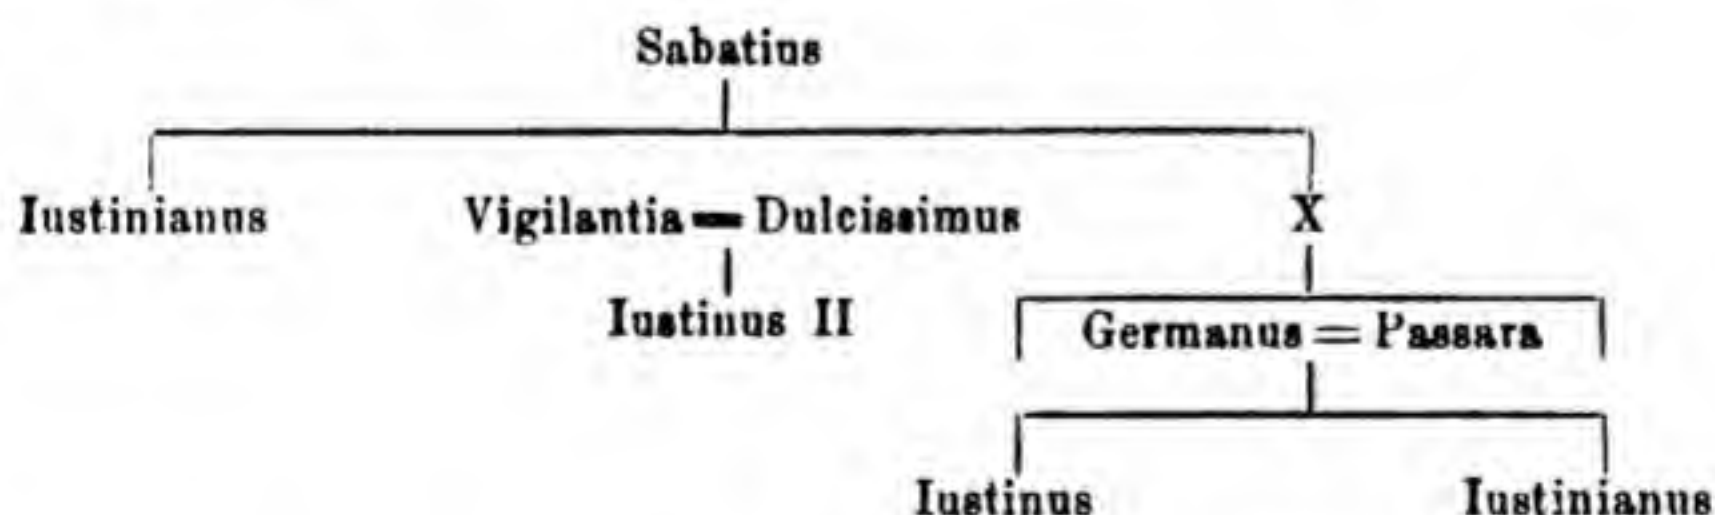 Sabatius
Iustinianus Vigilantia = Dulcissimus X
Iustinus II
Germanus = Passara
Iustinus Iustinianus